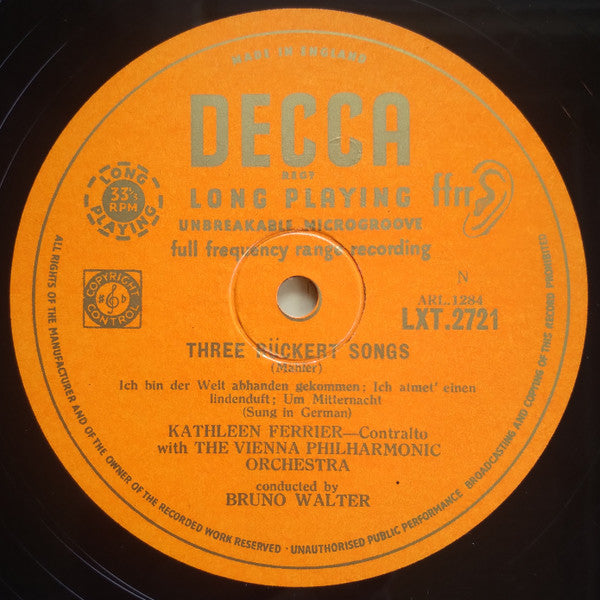 MADE IN ENGLAND
DECCA
REGᴰ
LONG PLAYING
UNBREAKABLE MICROGROOVE
full frequency range recording
LONG PLAYING
33⅓
RPM
ffrr
COPYRIGHT
CONTROL
N
ARL.1284
LXT.2721
THREE RÜCKERT SONGS
(Mahler)
Ich bin der Welt abhanden gekommen; Ich atmet' einen
lindenduft; Um Mitternacht
(Sung in German)
KATHLEEN FERRIER—Contralto
with THE VIENNA PHILHARMONIC
ORCHESTRA
conducted by
BRUNO WALTER
ALL RIGHTS OF THE MANUFACTURER AND OF THE OWNER OF THE RECORDED WORK RESERVED · UNAUTHORISED PUBLIC PERFORMANCE BROADCASTING AND COPYING OF THIS RECORD PROHIBITED